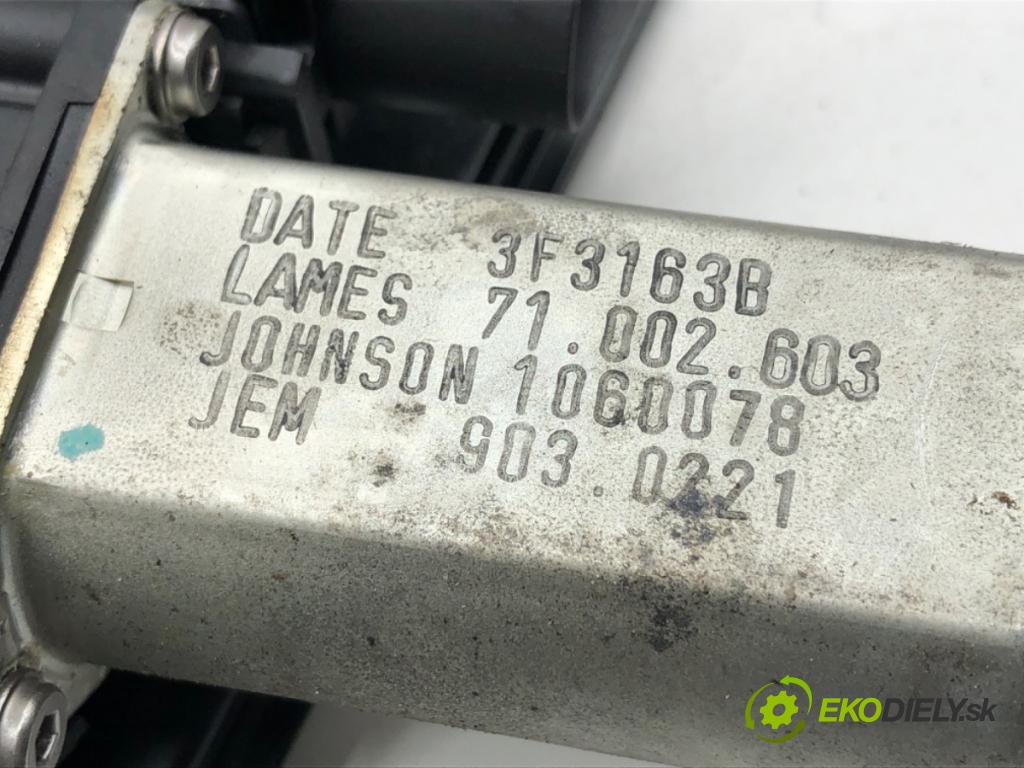 DATE 3F3163B
LAMES 71.002.603
JOHNSON 1060078
JEM 903.0221
EKODIELY.sk